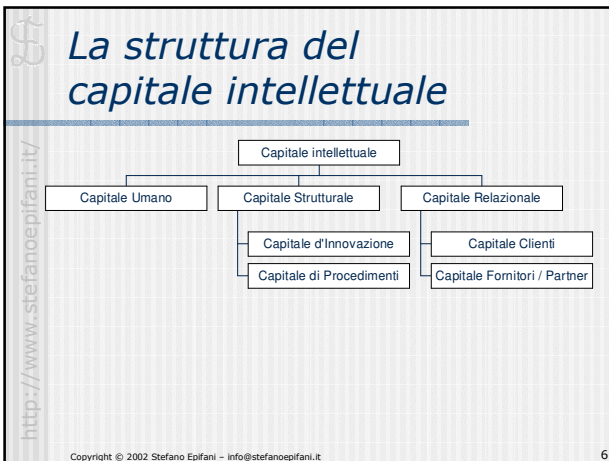 La struttura del
capitale intellettuale
Capitale intellettuale
Capitale Umano
Capitale Strutturale
Capitale Relazionale
Capitale d'Innovazione
Capitale Clienti
Capitale di Procedimenti
Capitale Fornitori / Partner
http://www.stefanoepifani.it/
Copyright © 2002 Stefano Epifani – info@stefanoepifani.it
6